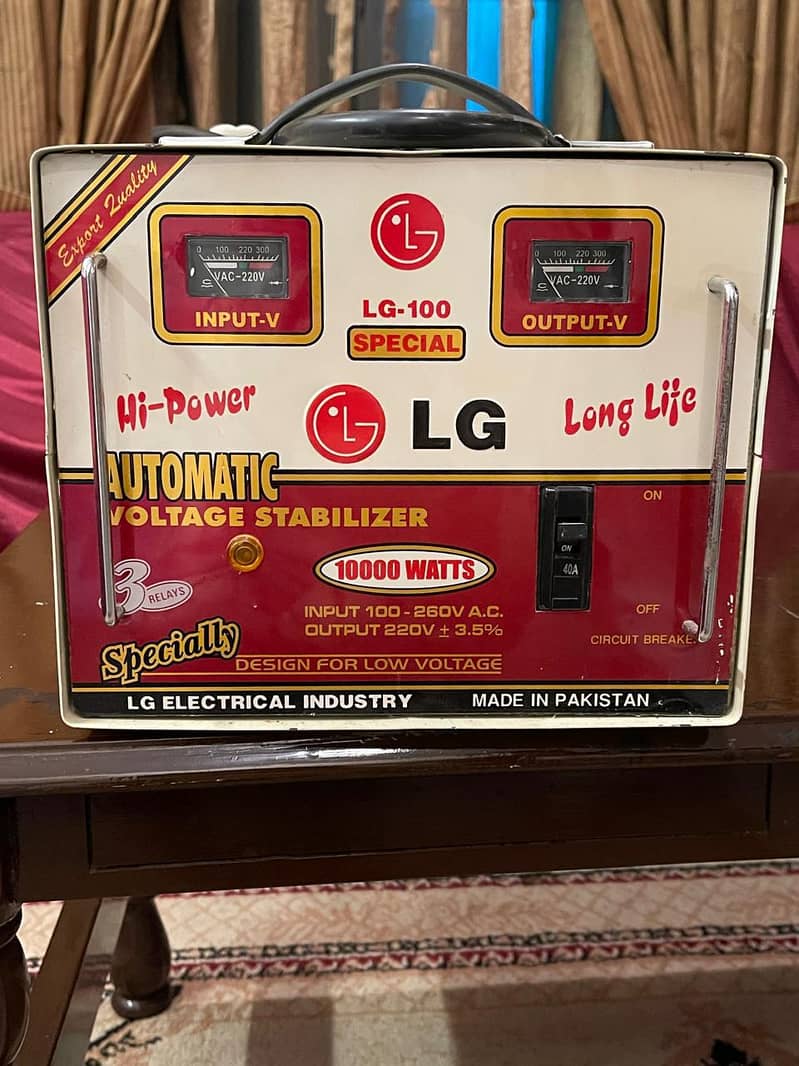 Export Quality
0 100 220 300
VAC-220V
INPUT-V
LG
LG-100
SPECIAL
0 100 220 300
VAC-220V
OUTPUT-V
Hi-Power
LG
LG
Long Life
AUTOMATIC
VOLTAGE STABILIZER
ON
ON
40A
10000 WATTS
3 RELAYS
INPUT 100 - 260V A.C.
OUTPUT 220V ± 3.5%
OFF
CIRCUIT BREAKE
Specially
DESIGN FOR LOW VOLTAGE
LG ELECTRICAL INDUSTRY
MADE IN PAKISTAN